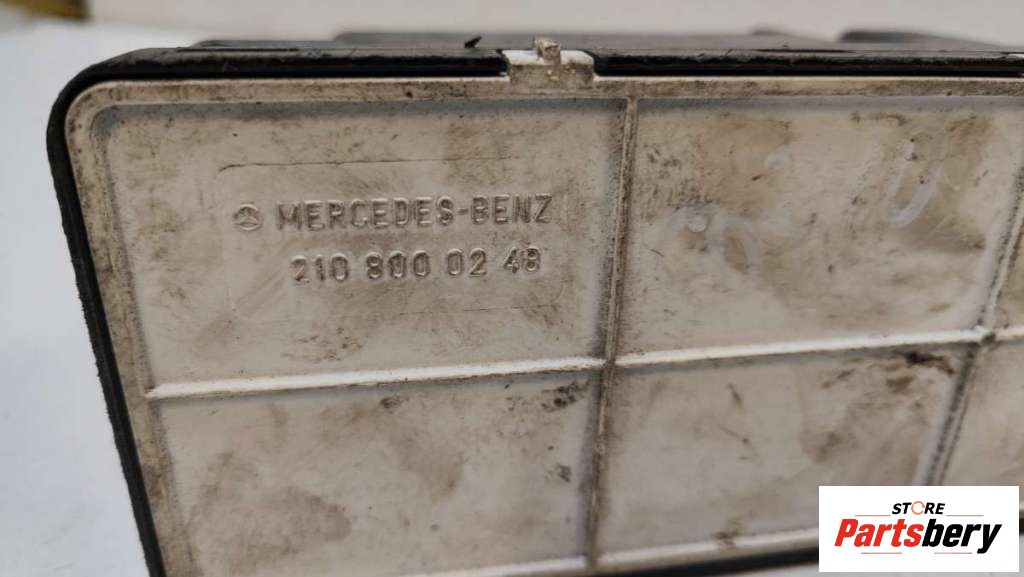 MERCEDES-BENZ
210 800 02 48
STORE
Partsbery